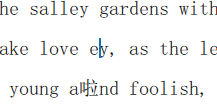 he salley gardens with
ake love ey, as the le
young a啦nd foolish,